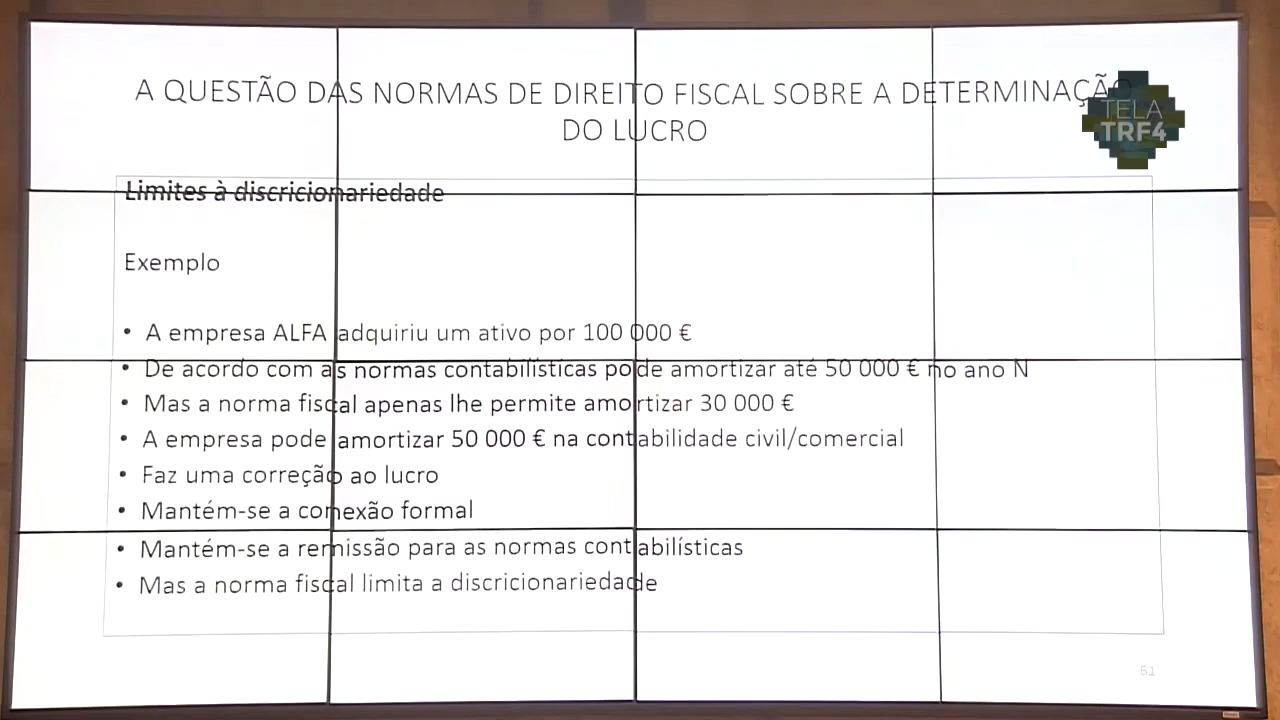 A QUESTÃO DAS NORMAS DE DIREITO FISCAL SOBRE A DETERMINAÇÃO
DO LUCRO
TELA
TRF4
Limites à discricionariedade
Exemplo
• A empresa ALFA adquiriu um ativo por 100 000 €
• De acordo com as normas contabilísticas pode amortizar até 50 000 € no ano N
• Mas a norma fiscal apenas lhe permite amortizar 30 000 €
• A empresa pode amortizar 50 000 € na contabilidade civil/comercial
• Faz uma correção ao lucro
• Mantém-se a conexão formal
• Mantém-se a remissão para as normas contabilísticas
• Mas a norma fiscal limita a discricionariedade
61